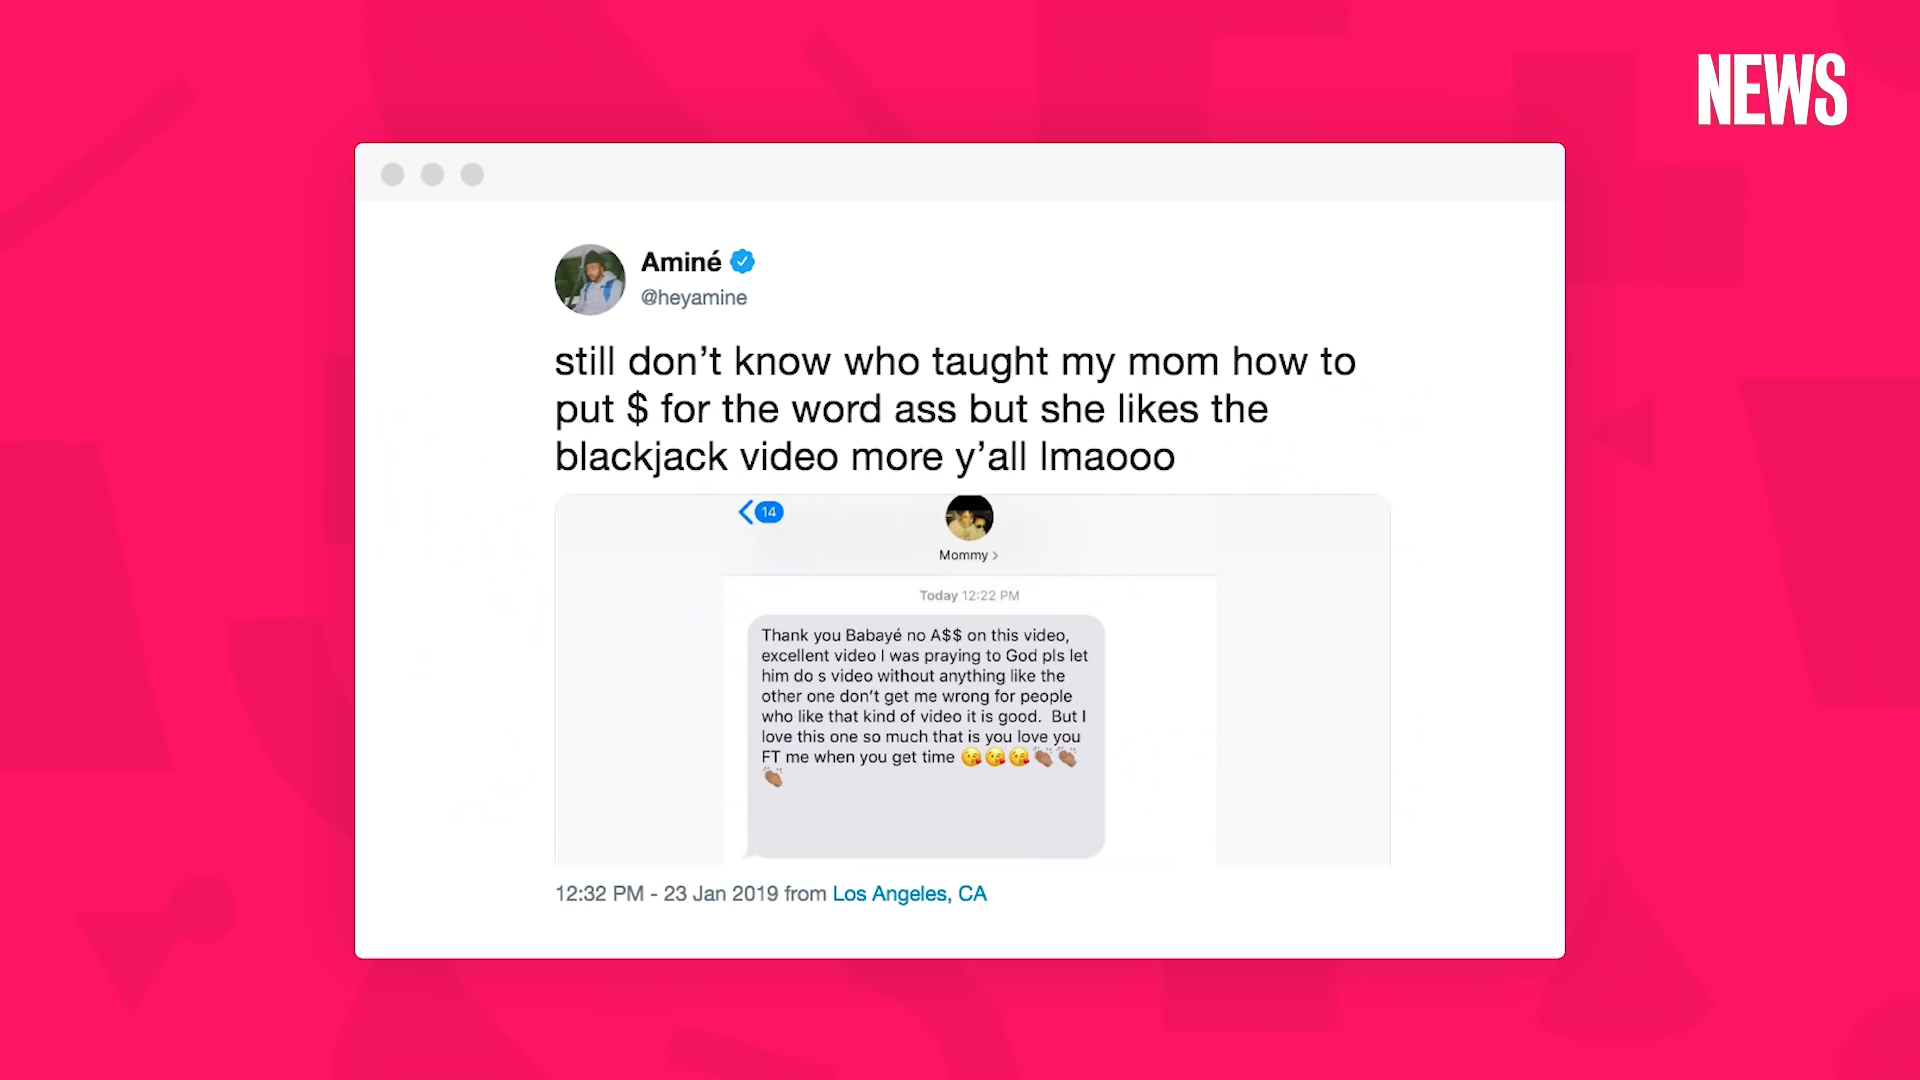 NEWS
Aminé
@heyamine
still don’t know who taught my mom how to
put $ for the word ass but she likes the
blackjack video more y’all lmaooo
14
Mommy >
Today 12:22 PM
Thank you Babayé no A$$ on this video,
excellent video I was praying to God pls let
him do s video without anything like the
other one don’t get me wrong for people
who like that kind of video it is good.  But I
love this one so much that is you love you
FT me when you get time 😘😘😘👏🏽👏🏽
👏🏽
12:32 PM - 23 Jan 2019 from Los Angeles, CA